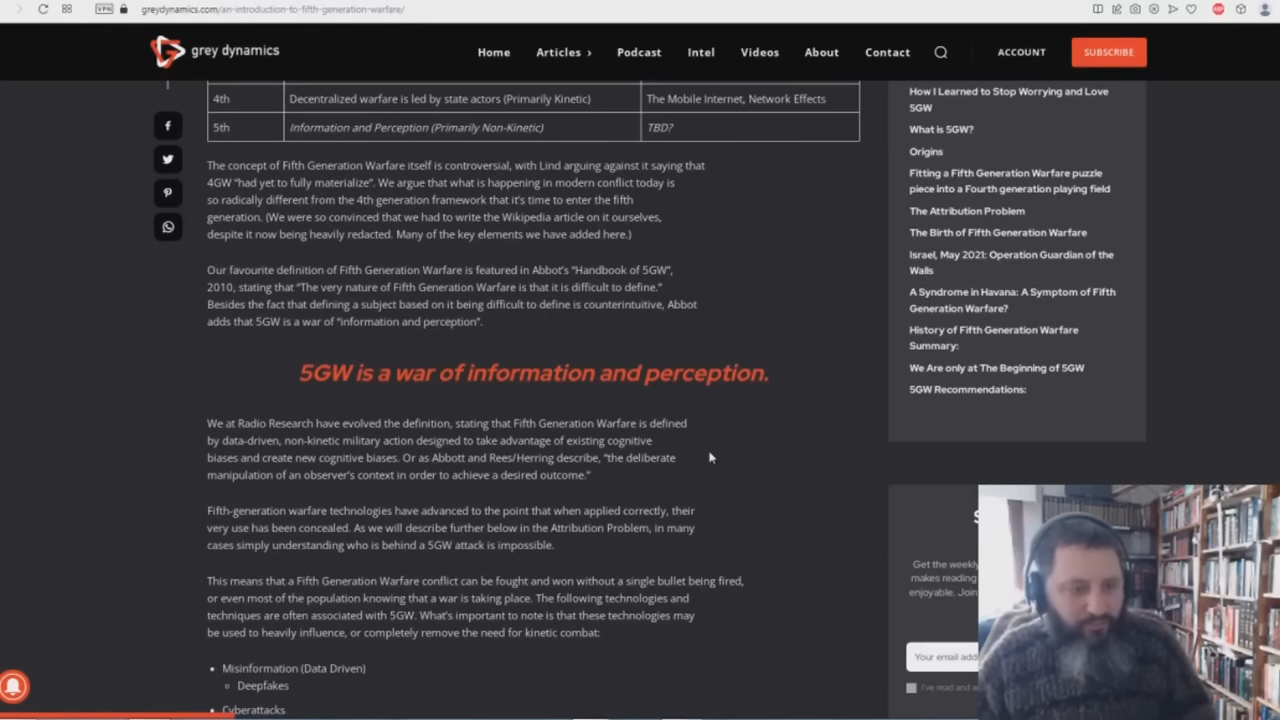 VPN
greydynamics.com/an-introduction-to-fifth-generation-warfare/
grey dynamics
Home
Articles
Podcast
Intel
Videos
About
Contact
ACCOUNT
SUBSCRIBE
4th Decentralized warfare is led by state actors (Primarily Kinetic) The Mobile Internet, Network Effects
5th Information and Perception (Primarily Non-Kinetic) TBD?
The concept of Fifth Generation Warfare itself is controversial, with Lind arguing against it saying that
4GW “had yet to fully materialize”. We argue that what is happening in modern conflict today is
so radically different from the 4th generation framework that it's time to enter the fifth
generation. (We were so convinced that we had to write the Wikipedia article on it ourselves,
despite it now being heavily redacted. Many of the key elements we have added here.)
Our favourite definition of Fifth Generation Warfare is featured in Abbot's “Handbook of 5GW”,
2010, stating that “The very nature of Fifth Generation Warfare is that it is difficult to define.”
Besides the fact that defining a subject based on it being difficult to define is counterintuitive, Abbot
adds that 5GW is a war of “information and perception”.
5GW is a war of information and perception.
We at Radio Research have evolved the definition, stating that Fifth Generation Warfare is defined
by data-driven, non-kinetic military action designed to take advantage of existing cognitive
biases and create new cognitive biases. Or as Abbott and Rees/Herring describe, “the deliberate
manipulation of an observer's context in order to achieve a desired outcome.”
Fifth-generation warfare technologies have advanced to the point that when applied correctly, their
very use has been concealed. As we will describe further below in the Attribution Problem, in many
cases simply understanding who is behind a 5GW attack is impossible.
This means that a Fifth Generation Warfare conflict can be fought and won without a single bullet being fired,
or even most of the population knowing that a war is taking place. The following technologies and
techniques are often associated with 5GW. What's important to note is that these technologies may
be used to heavily influence, or completely remove the need for kinetic combat:
Misinformation (Data Driven)
Deepfakes
Cyberattacks
How I Learned to Stop Worrying and Love
5GW
What is 5GW?
Origins
Fitting a Fifth Generation Warfare puzzle
piece into a Fourth generation playing field
The Attribution Problem
The Birth of Fifth Generation Warfare
Israel, May 2021: Operation Guardian of the
Walls
A Syndrome in Havana: A Symptom of Fifth
Generation Warfare?
History of Fifth Generation Warfare
Summary:
We Are only at The Beginning of 5GW
5GW Recommendations:
Get the weekly
makes reading
enjoyable. Join
Your email
I've read and